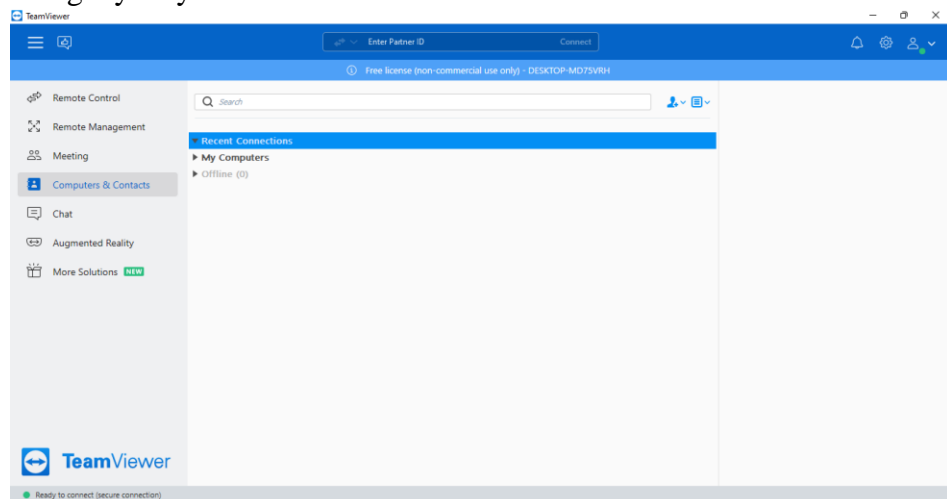 TeamViewer
Enter Partner ID
Connect
Free license (non-commercial use only) - DESKTOP-MD75VRH
Remote Control
Remote Management
Meeting
Computers & Contacts
Chat
Augmented Reality
More Solutions NEW
Search
Recent Connections
My Computers
Offline (0)
TeamViewer
Ready to connect (secure connection)